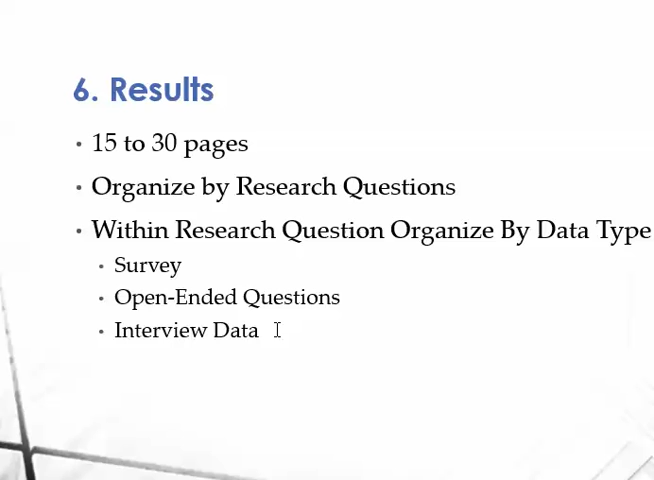 6. Results
• 15 to 30 pages
• Organize by Research Questions
• Within Research Question Organize By Data Type
• Survey
• Open-Ended Questions
• Interview Data